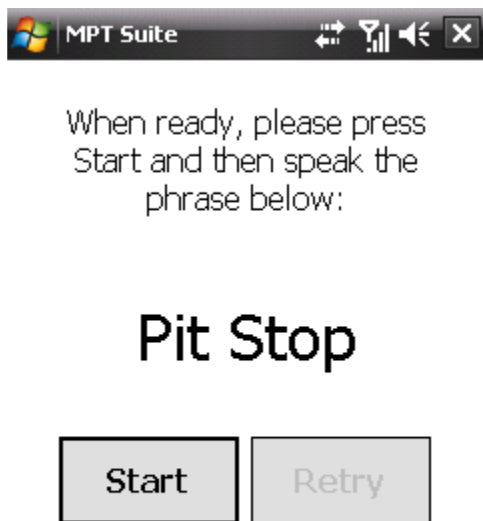 MPT Suite
When ready, please press
Start and then speak the
phrase below:
Pit Stop
Start Retry